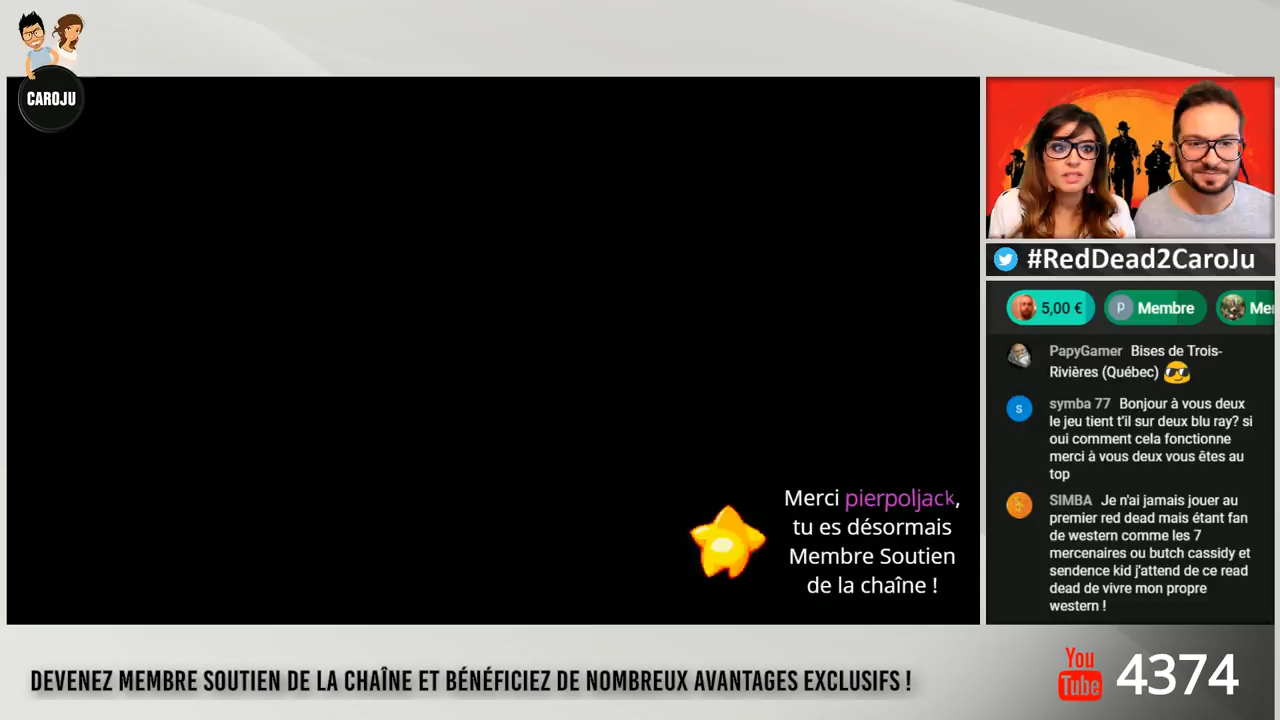 CAROJU
#RedDead2CaroJu
5,00 €
P
Membre
Mer
PapyGamer Bises de Trois-
Rivières (Québec)
s
symba 77 Bonjour à vous deux
le jeu tient t'il sur deux blu ray? si
oui comment cela fonctionne
merci à vous deux vous êtes au
top
SIMBA Je n'ai jamais jouer au
premier red dead mais étant fan
de western comme les 7
mercenaires ou butch cassidy et
sendence kid j'attend de ce read
dead de vivre mon propre
western !
Merci pierpoljack,
tu es désormais
Membre Soutien
de la chaîne !
DEVENEZ MEMBRE SOUTIEN DE LA CHAÎNE ET BÉNÉFICIEZ DE NOMBREUX AVANTAGES EXCLUSIFS !
You
Tube
4374